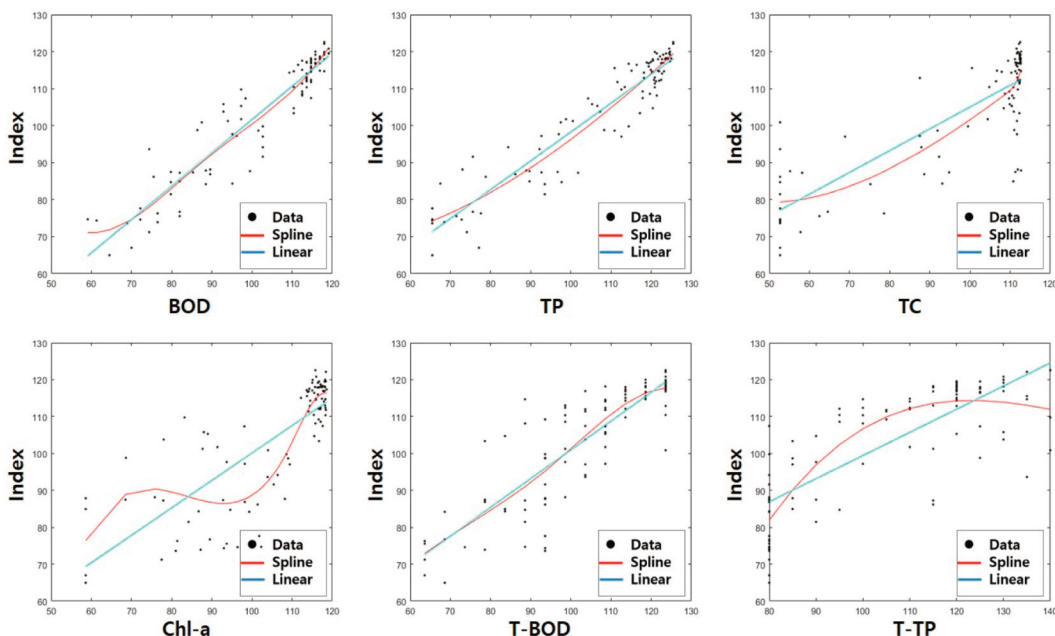 130
120
110
100
90
80
70
60
Index
50 60 70 80 90 100 110 120
BOD
Data
Spline
Linear
130
120
110
100
90
80
70
60
Index
60 70 80 90 100 110 120 130
TP
Data
Spline
Linear
130
120
110
100
90
80
70
60
Index
50 60 70 80 90 100 110 120
TC
Data
Spline
Linear
130
120
110
100
90
80
70
60
Index
50 60 70 80 90 100 110 120
Chl-a
Data
Spline
Linear
130
120
110
100
90
80
70
60
Index
60 70 80 90 100 110 120 130
T-BOD
Data
Spline
Linear
130
120
110
100
90
80
70
60
Index
80 90 100 110 120 130 140
T-TP
Data
Spline
Linear